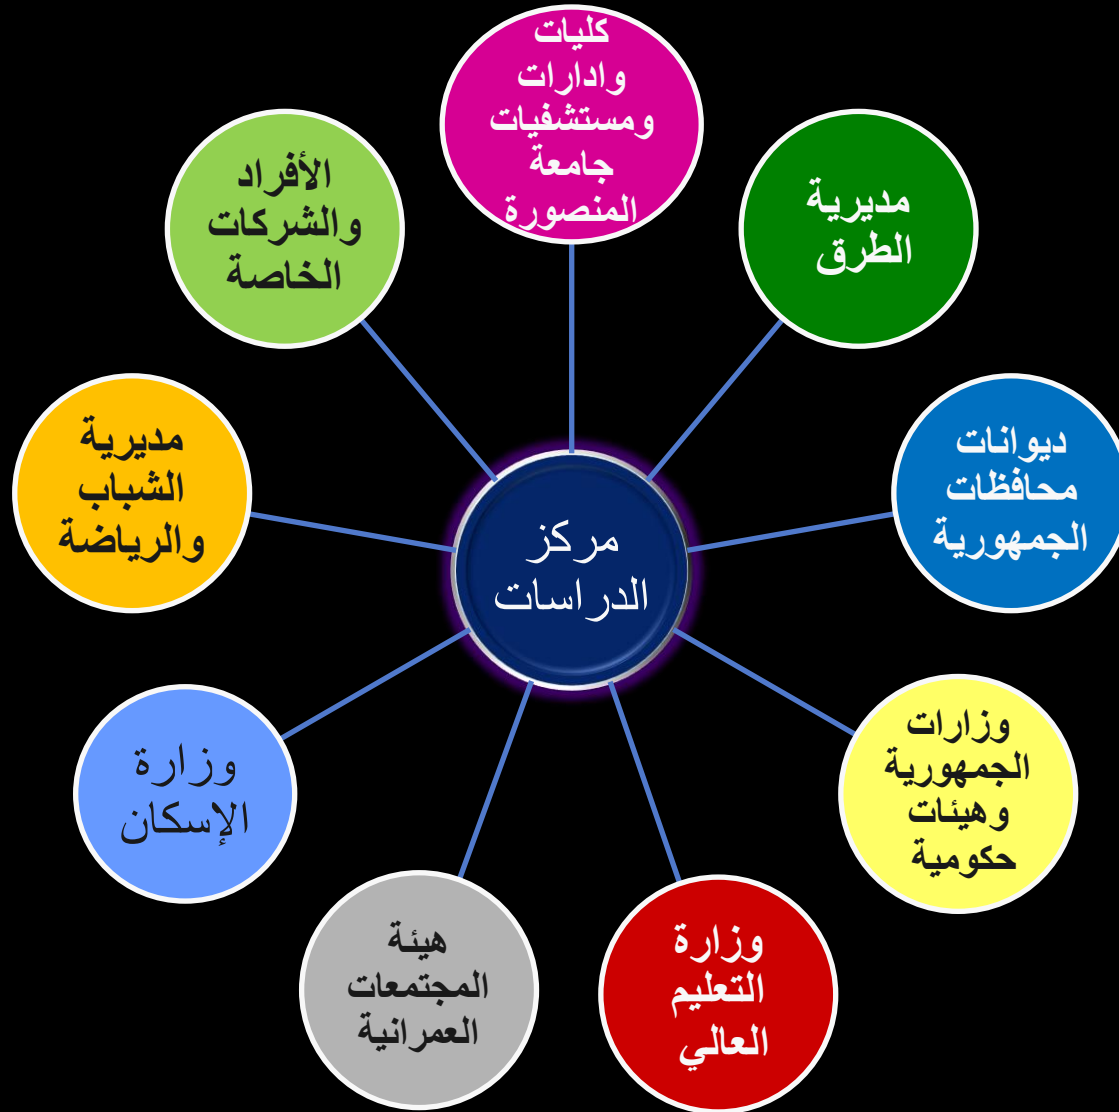 كليات
وادارات
ومستشفيات
جامعة
المنصورة
مديرية
الطرق
ديوانات
محافظات
الجمهورية
وزارات
الجمهورية
وهيئات
حكومية
وزارة
التعليم
العالي
هيئة
المجتمعات
العمرانية
وزارة
الإسكان
مديرية
الشباب
والرياضة
الأفراد
والشركات
الخاصة
مركز
الدراسات